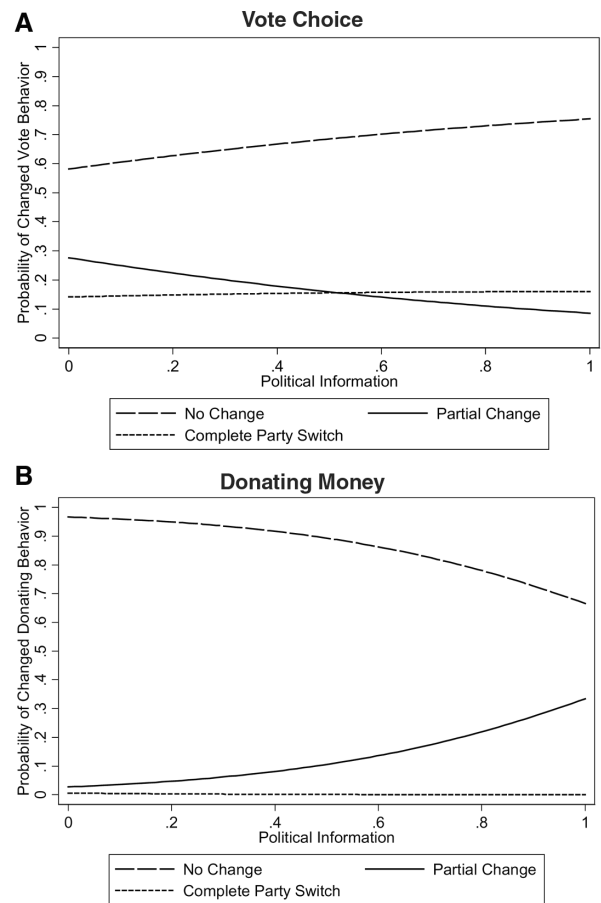 A
Vote Choice
Probability of Changed Vote Behavior
1
.9
.8
.7
.6
.5
.4
.3
.2
.1
0
0 .2 .4 .6 .8 1
Political Information
No Change Partial Change
Complete Party Switch
B
Donating Money
Probability of Changed Donating Behavior
1
.9
.8
.7
.6
.5
.4
.3
.2
.1
0
0 .2 .4 .6 .8 1
Political Information
No Change Partial Change
Complete Party Switch